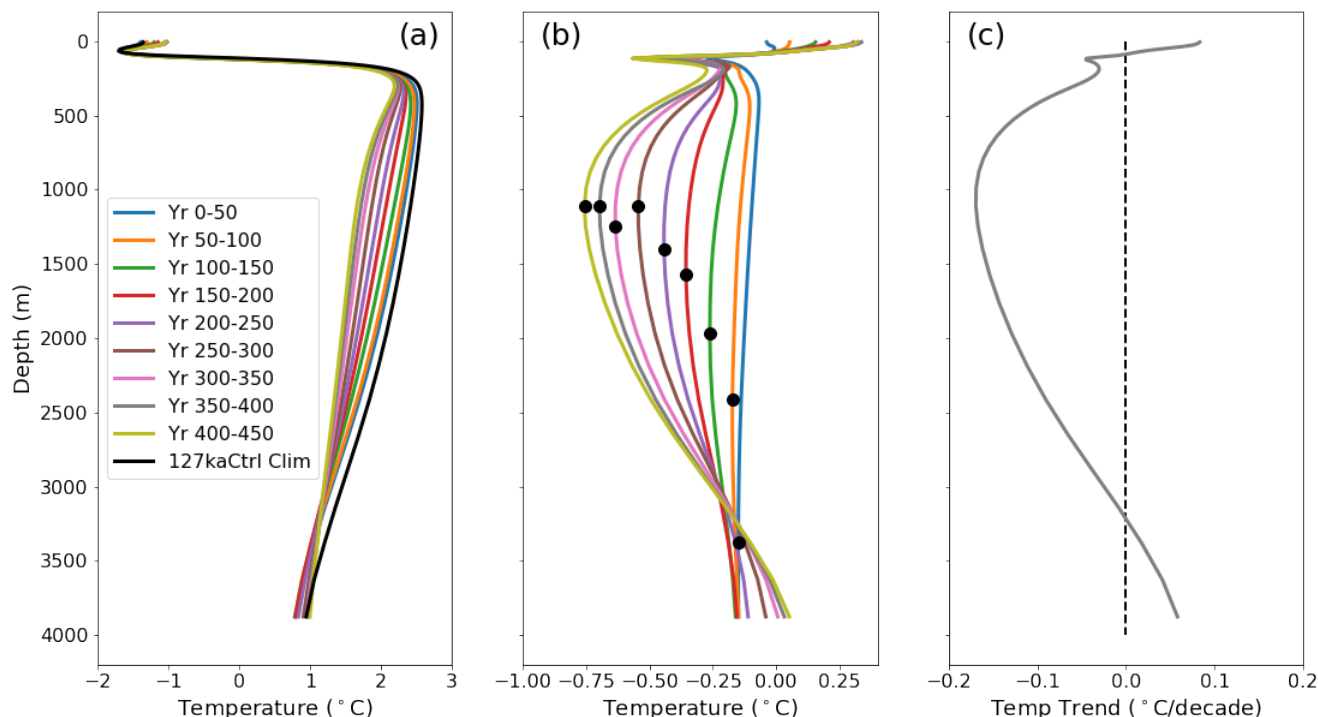 (a)
(b)
(c)
0
500
1000
1500
2000
2500
3000
3500
4000
Depth (m)
Yr 0-50
Yr 50-100
Yr 100-150
Yr 150-200
Yr 200-250
Yr 250-300
Yr 300-350
Yr 350-400
Yr 400-450
127kaCtrl Clim
−2 −1 0 1 2 3
Temperature (°C)
−1.00 −0.75 −0.50 −0.25 0.00 0.25
Temperature (°C)
−0.2 −0.1 0.0 0.1 0.2
Temp Trend (°C/decade)